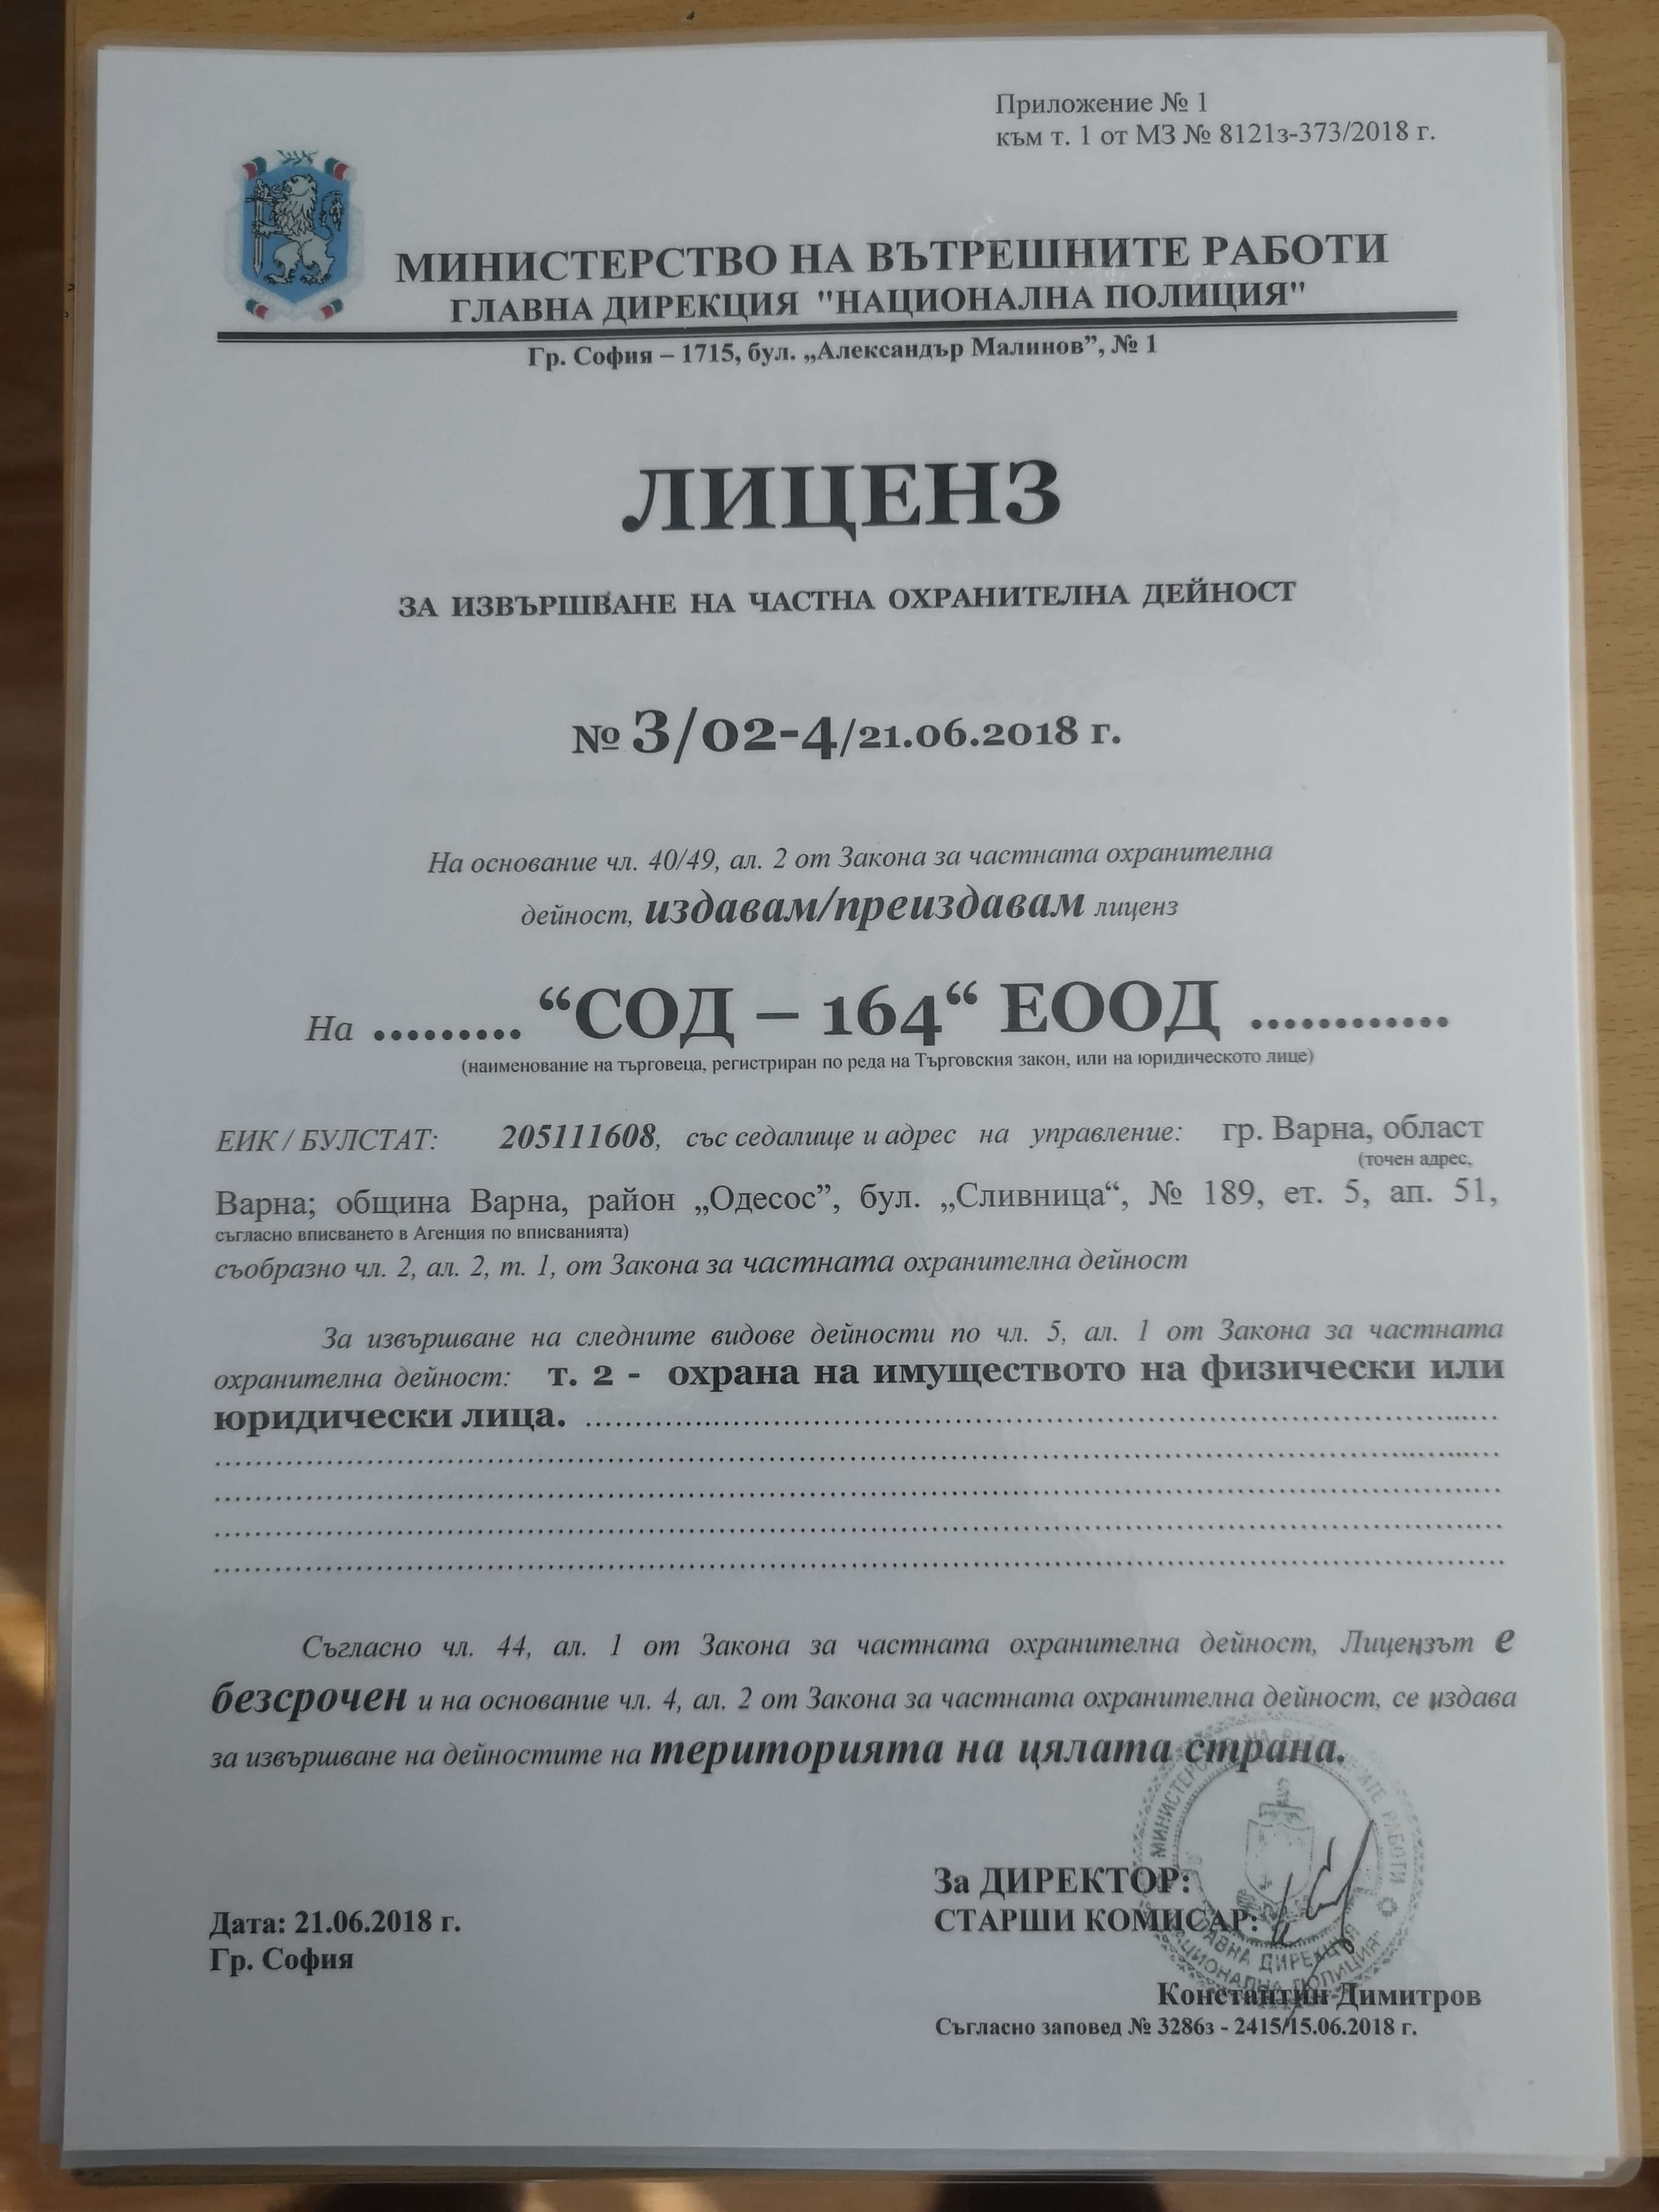 Приложение № 1
към т. 1 от МЗ № 8121з-373/2018 г.
МИНИСТЕРСТВО НА ВЪТРЕШНИТЕ РАБОТИ
ГЛАВНА ДИРЕКЦИЯ "НАЦИОНАЛНА ПОЛИЦИЯ"
Гр. София – 1715, бул. „Александър Малинов”, № 1
ЛИЦЕНЗ
ЗА ИЗВЪРШВАНЕ НА ЧАСТНА ОХРАНИТЕЛНА ДЕЙНОСТ
№ 3/02-4/21.06.2018 г.
На основание чл. 40/49, ал. 2 от Закона за частната охранителна
дейност, издавам/преиздавам лиценз
На ......... “СОД – 164“ ЕООД ............
(наименование на търговеца, регистриран по реда на Търговския закон, или на юридическото лице)
ЕИК / БУЛСТАТ: 205111608, със седалище и адрес на управление: гр. Варна, област
(точен адрес,
Варна; община Варна, район „Одесос”, бул. „Сливница“, № 189, ет. 5, ап. 51,
съгласно вписването в Агенция по вписванията)
съобразно чл. 2, ал. 2, т. 1, от Закона за частната охранителна дейност
За извършване на следните видове дейности по чл. 5, ал. 1 от Закона за частната
охранителна дейност: т. 2 - охрана на имуществото на физически или
юридически лица. ....................................................................
Съгласно чл. 44, ал. 1 от Закона за частната охранителна дейност, Лицензът е
безсрочен и на основание чл. 4, ал. 2 от Закона за частната охранителна дейност, се издава
за извършване на дейностите на територията на цялата страна.
За ДИРЕКТОР:
СТАРШИ КОМИСАР:
Дата: 21.06.2018 г.
Гр. София
Константин Димитров
Съгласно заповед № 3286з - 2415/15.06.2018 г.